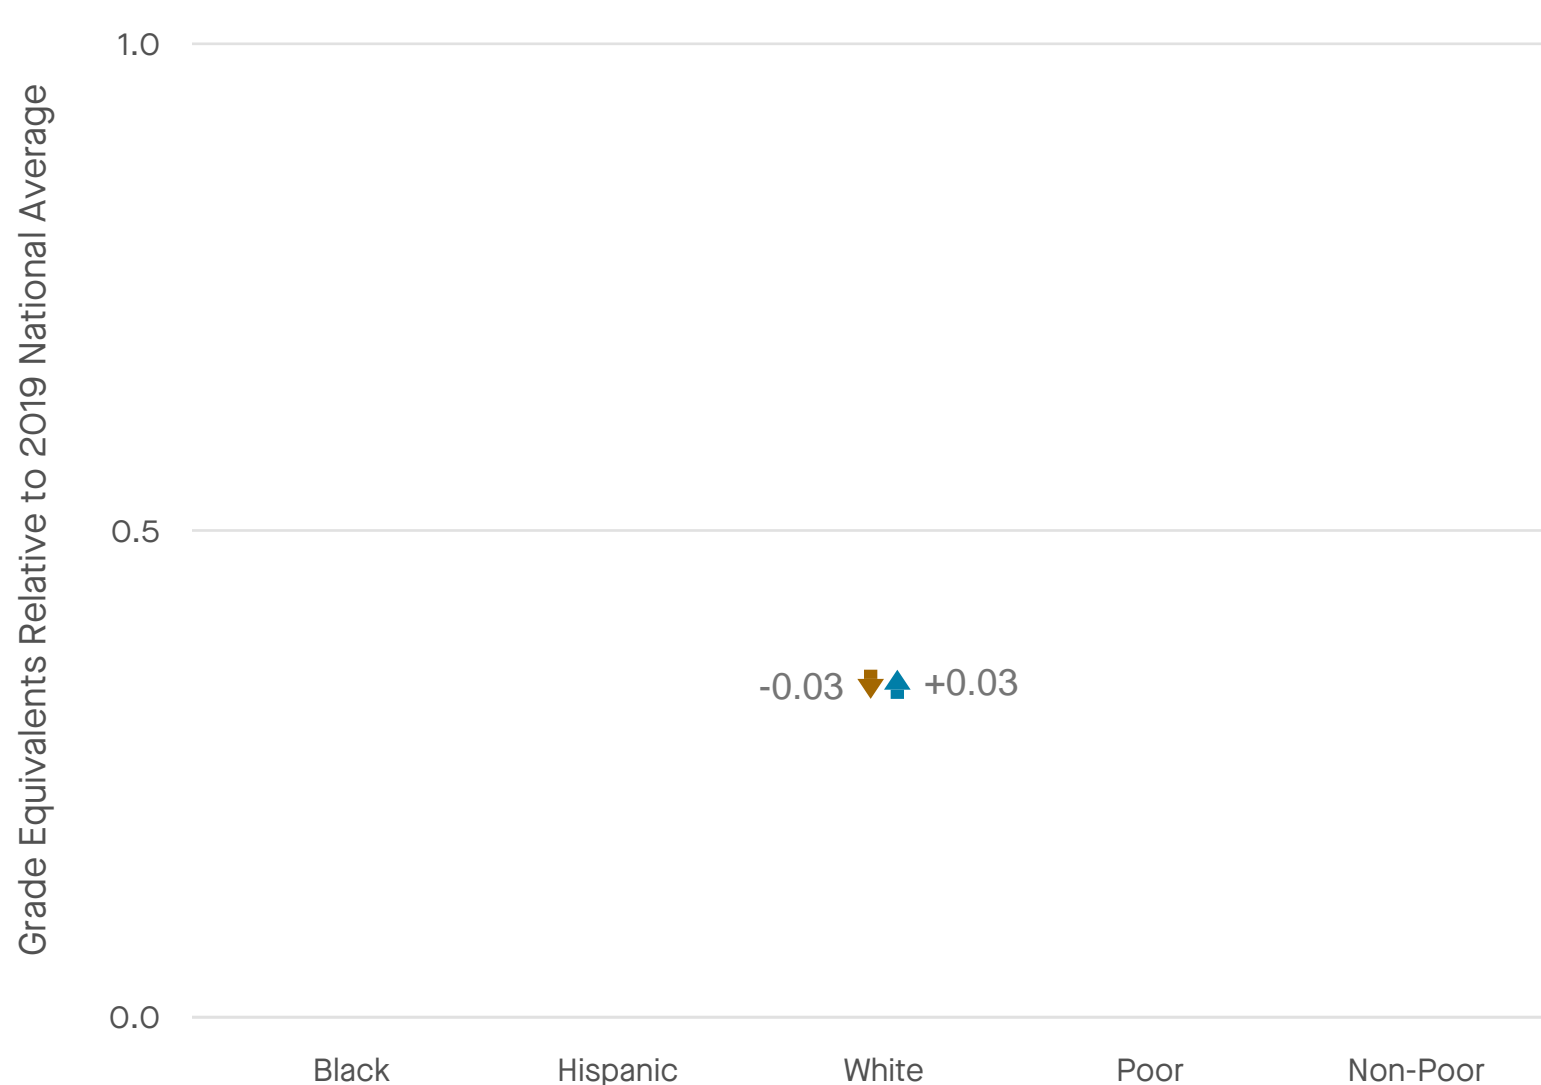 Grade Equivalents Relative to 2019 National Average
1.0
0.5
-0.03 +0.03
0.0
Black Hispanic White Poor Non-Poor